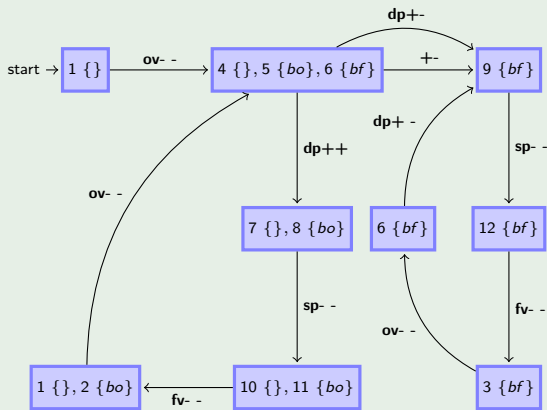 dp+-
start
1 {}
ov- -
4 {}, 5 {bo}, 6 {bf}
+-
9 {bf}
dp+ -
dp++
sp- -
ov- -
7 {}, 8 {bo}
6 {bf}
12 {bf}
sp- -
fv- -
ov- -
1 {}, 2 {bo}
fv- -
10 {}, 11 {bo}
3 {bf}